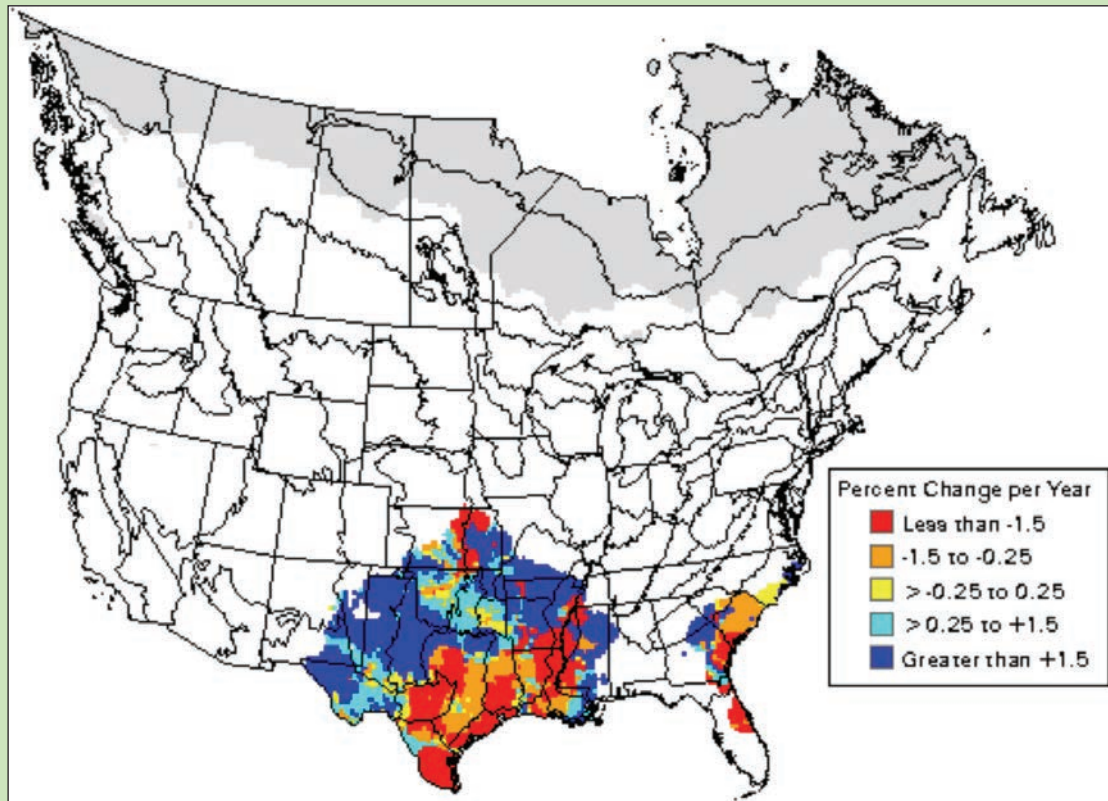 Percent Change per Year
Less than -1.5
-1.5 to -0.25
> -0.25 to 0.25
> 0.25 to +1.5
Greater than +1.5